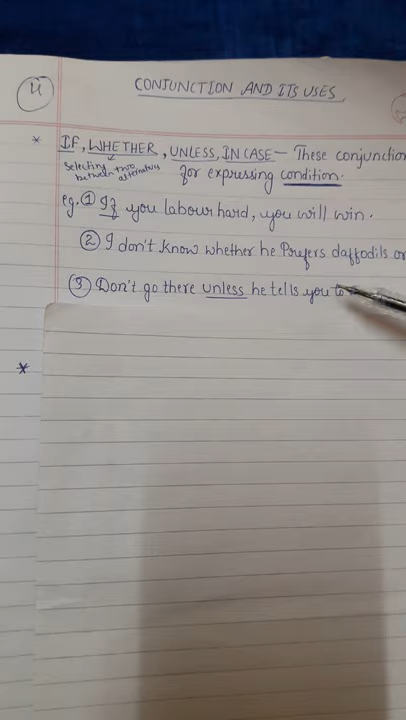 4
CONJUNCTION AND ITS USES
* IF, WHETHER, UNLESS, IN CASE - These conjunction
Selecting between two alternatives
for expressing condition.
eg. ① If you labour hard, you will win.
② I don't know whether he Prefers daffodils or
③ Don't go there unless he tells you to
*